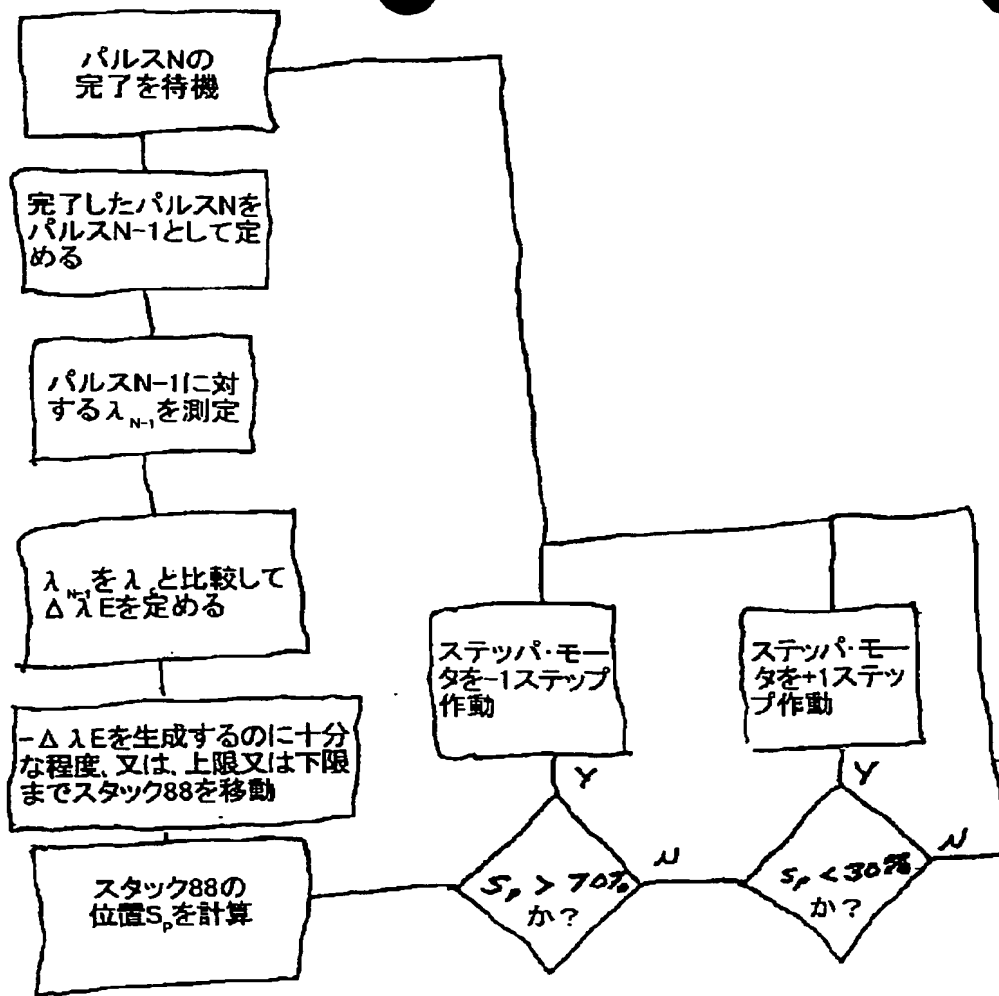 パルスNの
完了を待機
完了したパルスNを
パルスN-1として定
める
パルスN-1に対
するλN-1を測定
λN-1をλcと比較して
ΔλEを定める
-ΔλEを生成するのに十分
な程度、又は、上限又は下限
までスタック88を移動
スタック88の
位置SPを計算
ステッパ・モー
タを-1ステップ
作動
Y
SP > 70%
か?
N
ステッパ・モー
タを+1ステッ
プ作動
Y
SP < 30%
か?
N